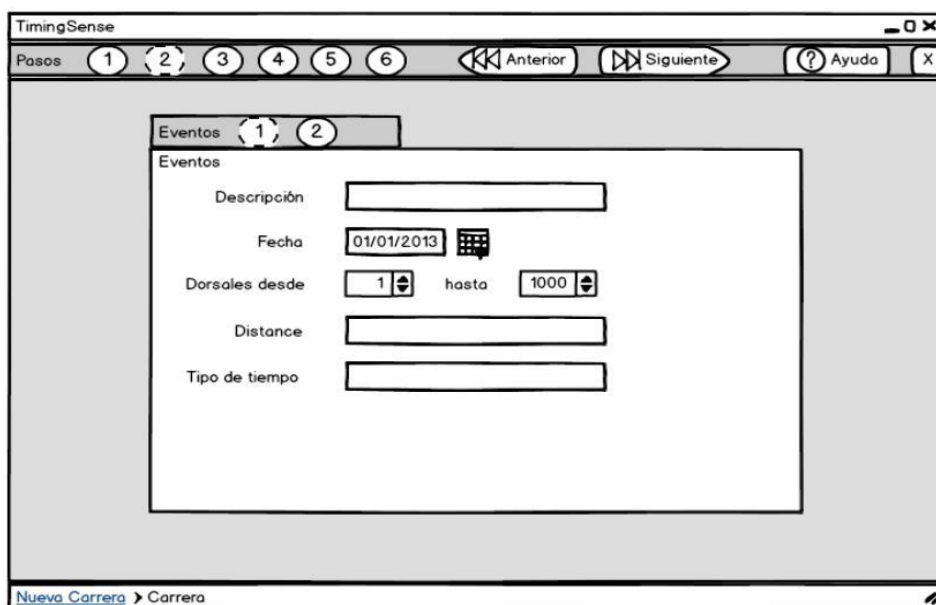 TimingSense
Pasos 1 2 3 4 5 6 Anterior Siguiente ? Ayuda X
Eventos 1 2
Eventos
Descripción
Fecha 01/01/2013
Dorsales desde 1 hasta 1000
Distance
Tipo de tiempo
Nueva Carrera > Carrera